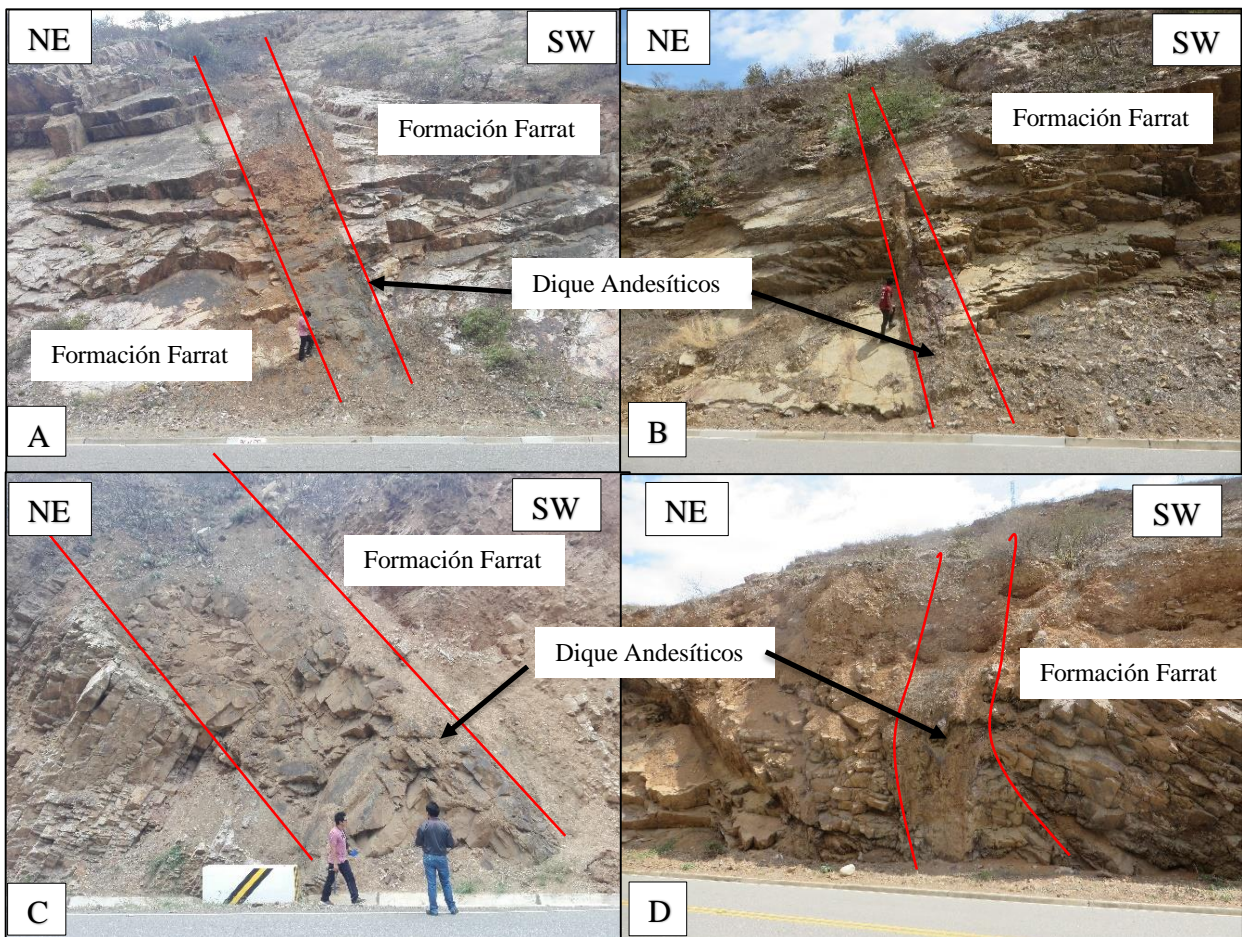 NE
SW
Formación Farrat
Formación Farrat
A
NE
SW
Formación Farrat
B
Dique Andesíticos
NE
SW
Formación Farrat
C
NE
SW
Formación Farrat
D
Dique Andesíticos